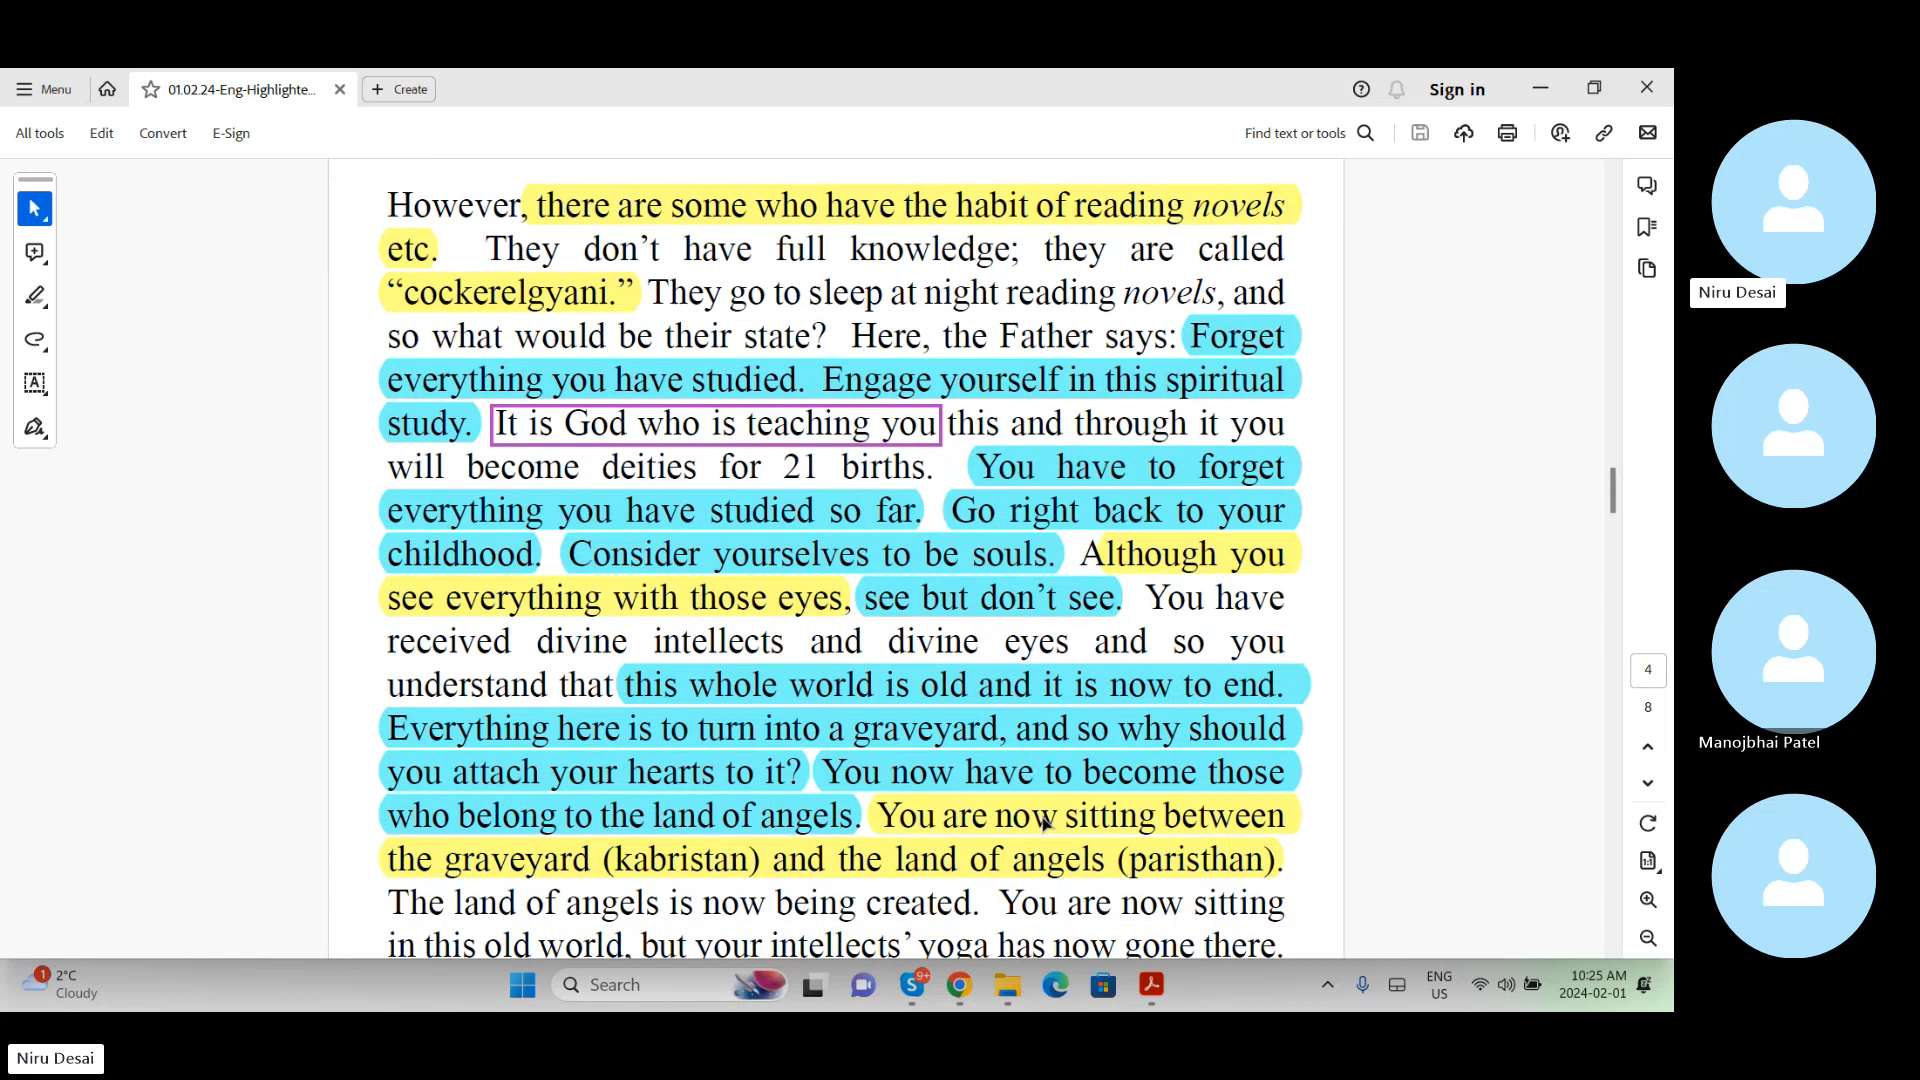 Menu
01.02.24-Eng-Highlighte...
Create
Sign in
All tools
Edit
Convert
E-Sign
Find text or tools
However, there are some who have the habit of reading novels
etc. They don’t have full knowledge; they are called
“cockerelgyani.” They go to sleep at night reading novels, and
so what would be their state? Here, the Father says: Forget
everything you have studied. Engage yourself in this spiritual
study. It is God who is teaching you this and through it you
will become deities for 21 births. You have to forget
everything you have studied so far. Go right back to your
childhood. Consider yourselves to be souls. Although you
see everything with those eyes, see but don’t see. You have
received divine intellects and divine eyes and so you
understand that this whole world is old and it is now to end.
Everything here is to turn into a graveyard, and so why should
you attach your hearts to it? You now have to become those
who belong to the land of angels. You are now sitting between
the graveyard (kabristan) and the land of angels (paristhan).
The land of angels is now being created. You are now sitting
in this old world, but your intellects’ yoga has now gone there.
4
8
1:1
Niru Desai
Manojbhai Patel
1
2°C
Cloudy
Search
9+
ENG
US
10:25 AM
2024-02-01
Niru Desai